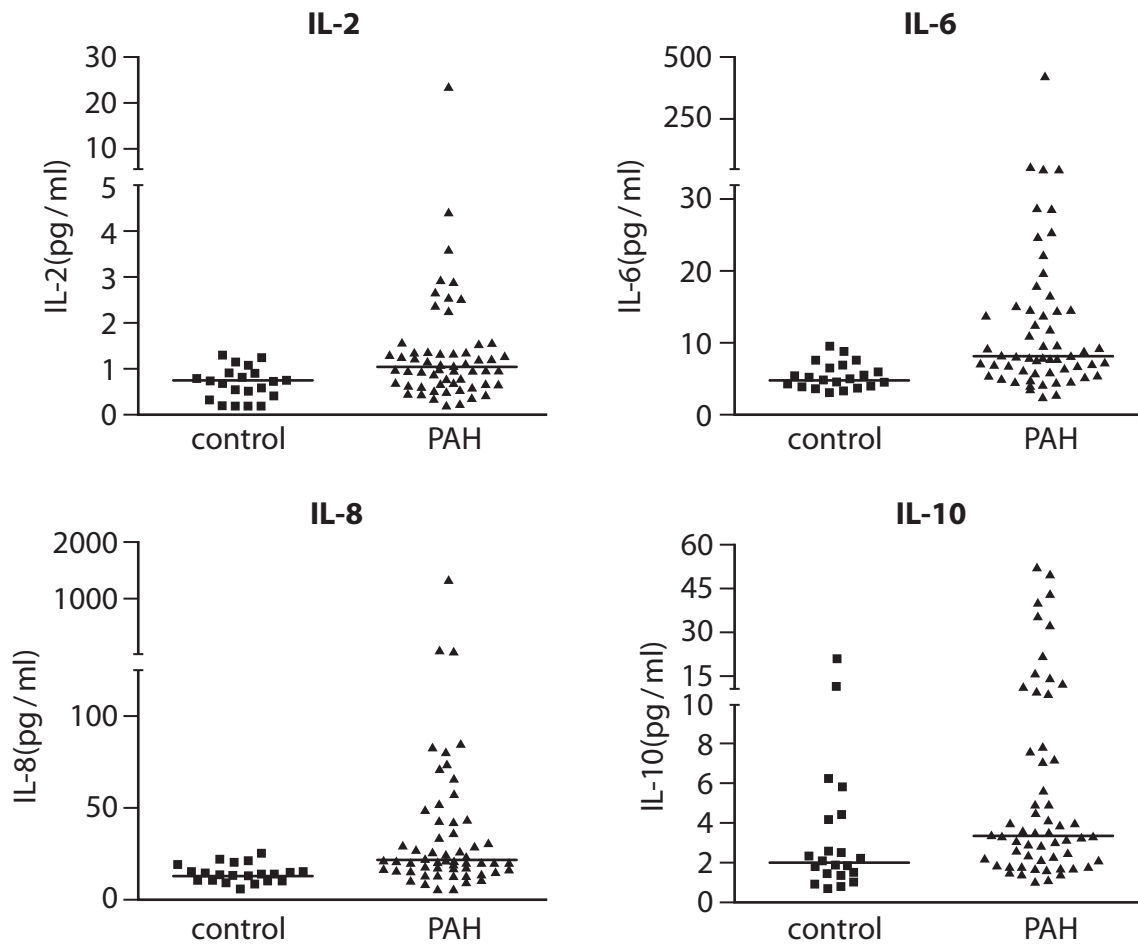 IL-2
30
20
10
5
4
3
2
1
0
IL-2(pg/ml)
control
PAH
IL-6
500
250
30
20
10
0
IL-6(pg/ml)
control
PAH
IL-8
2000
1000
100
50
0
IL-8(pg/ml)
control
PAH
IL-10
60
45
30
15
10
8
6
4
2
0
IL-10(pg/ml)
control
PAH